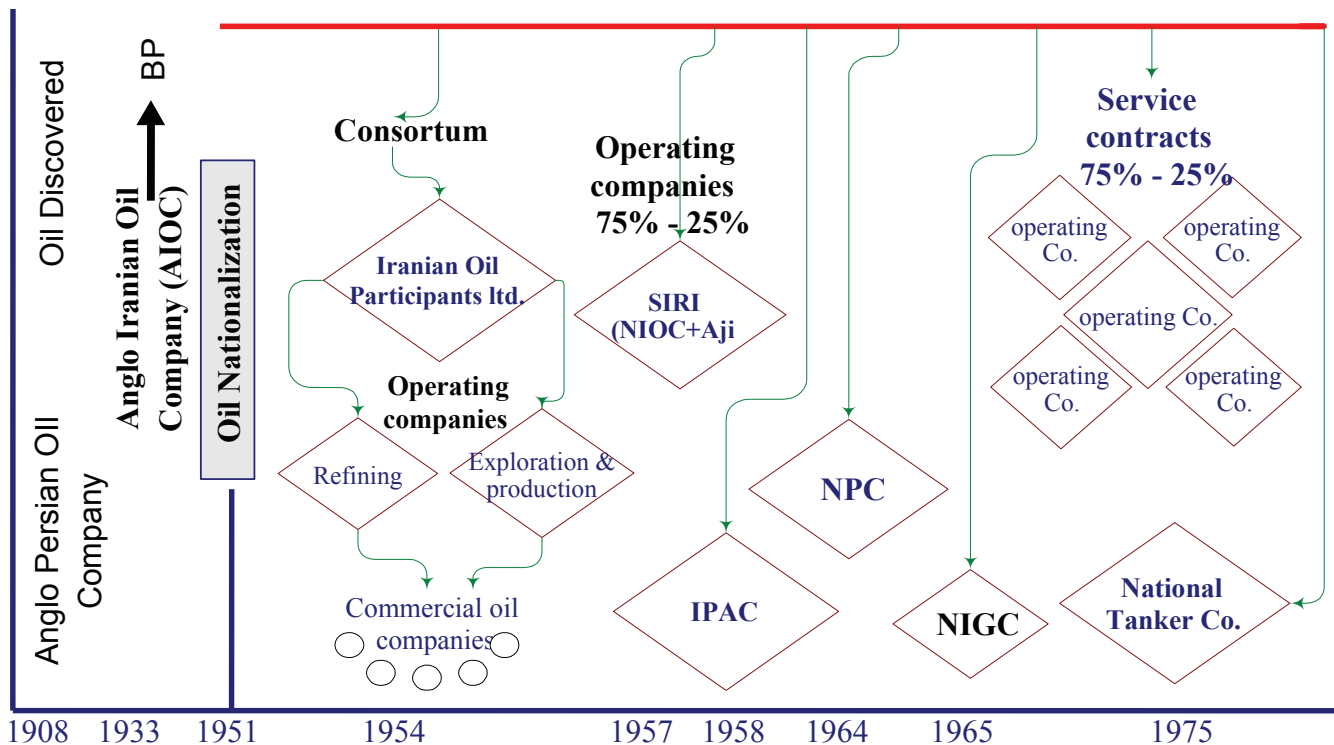 Oil Discovered
Anglo Persian OIl
Company
BP
Anglo Iranian Oil
Company (AIOC)
Oil Nationalization
Consortum
Iranian Oil
Participants ltd.
Operating
companies
Refining
Exploration &
production
Commercial oil
companies
Operating
companies
75% - 25%
SIRI
(NIOC+Aji
IPAC
NPC
NIGC
Service
contracts
75% - 25%
operating
Co.
operating
Co.
operating Co.
operating
Co.
operating
Co.
National
Tanker Co.
1908 1933 1951 1954 1957 1958 1964 1965 1975